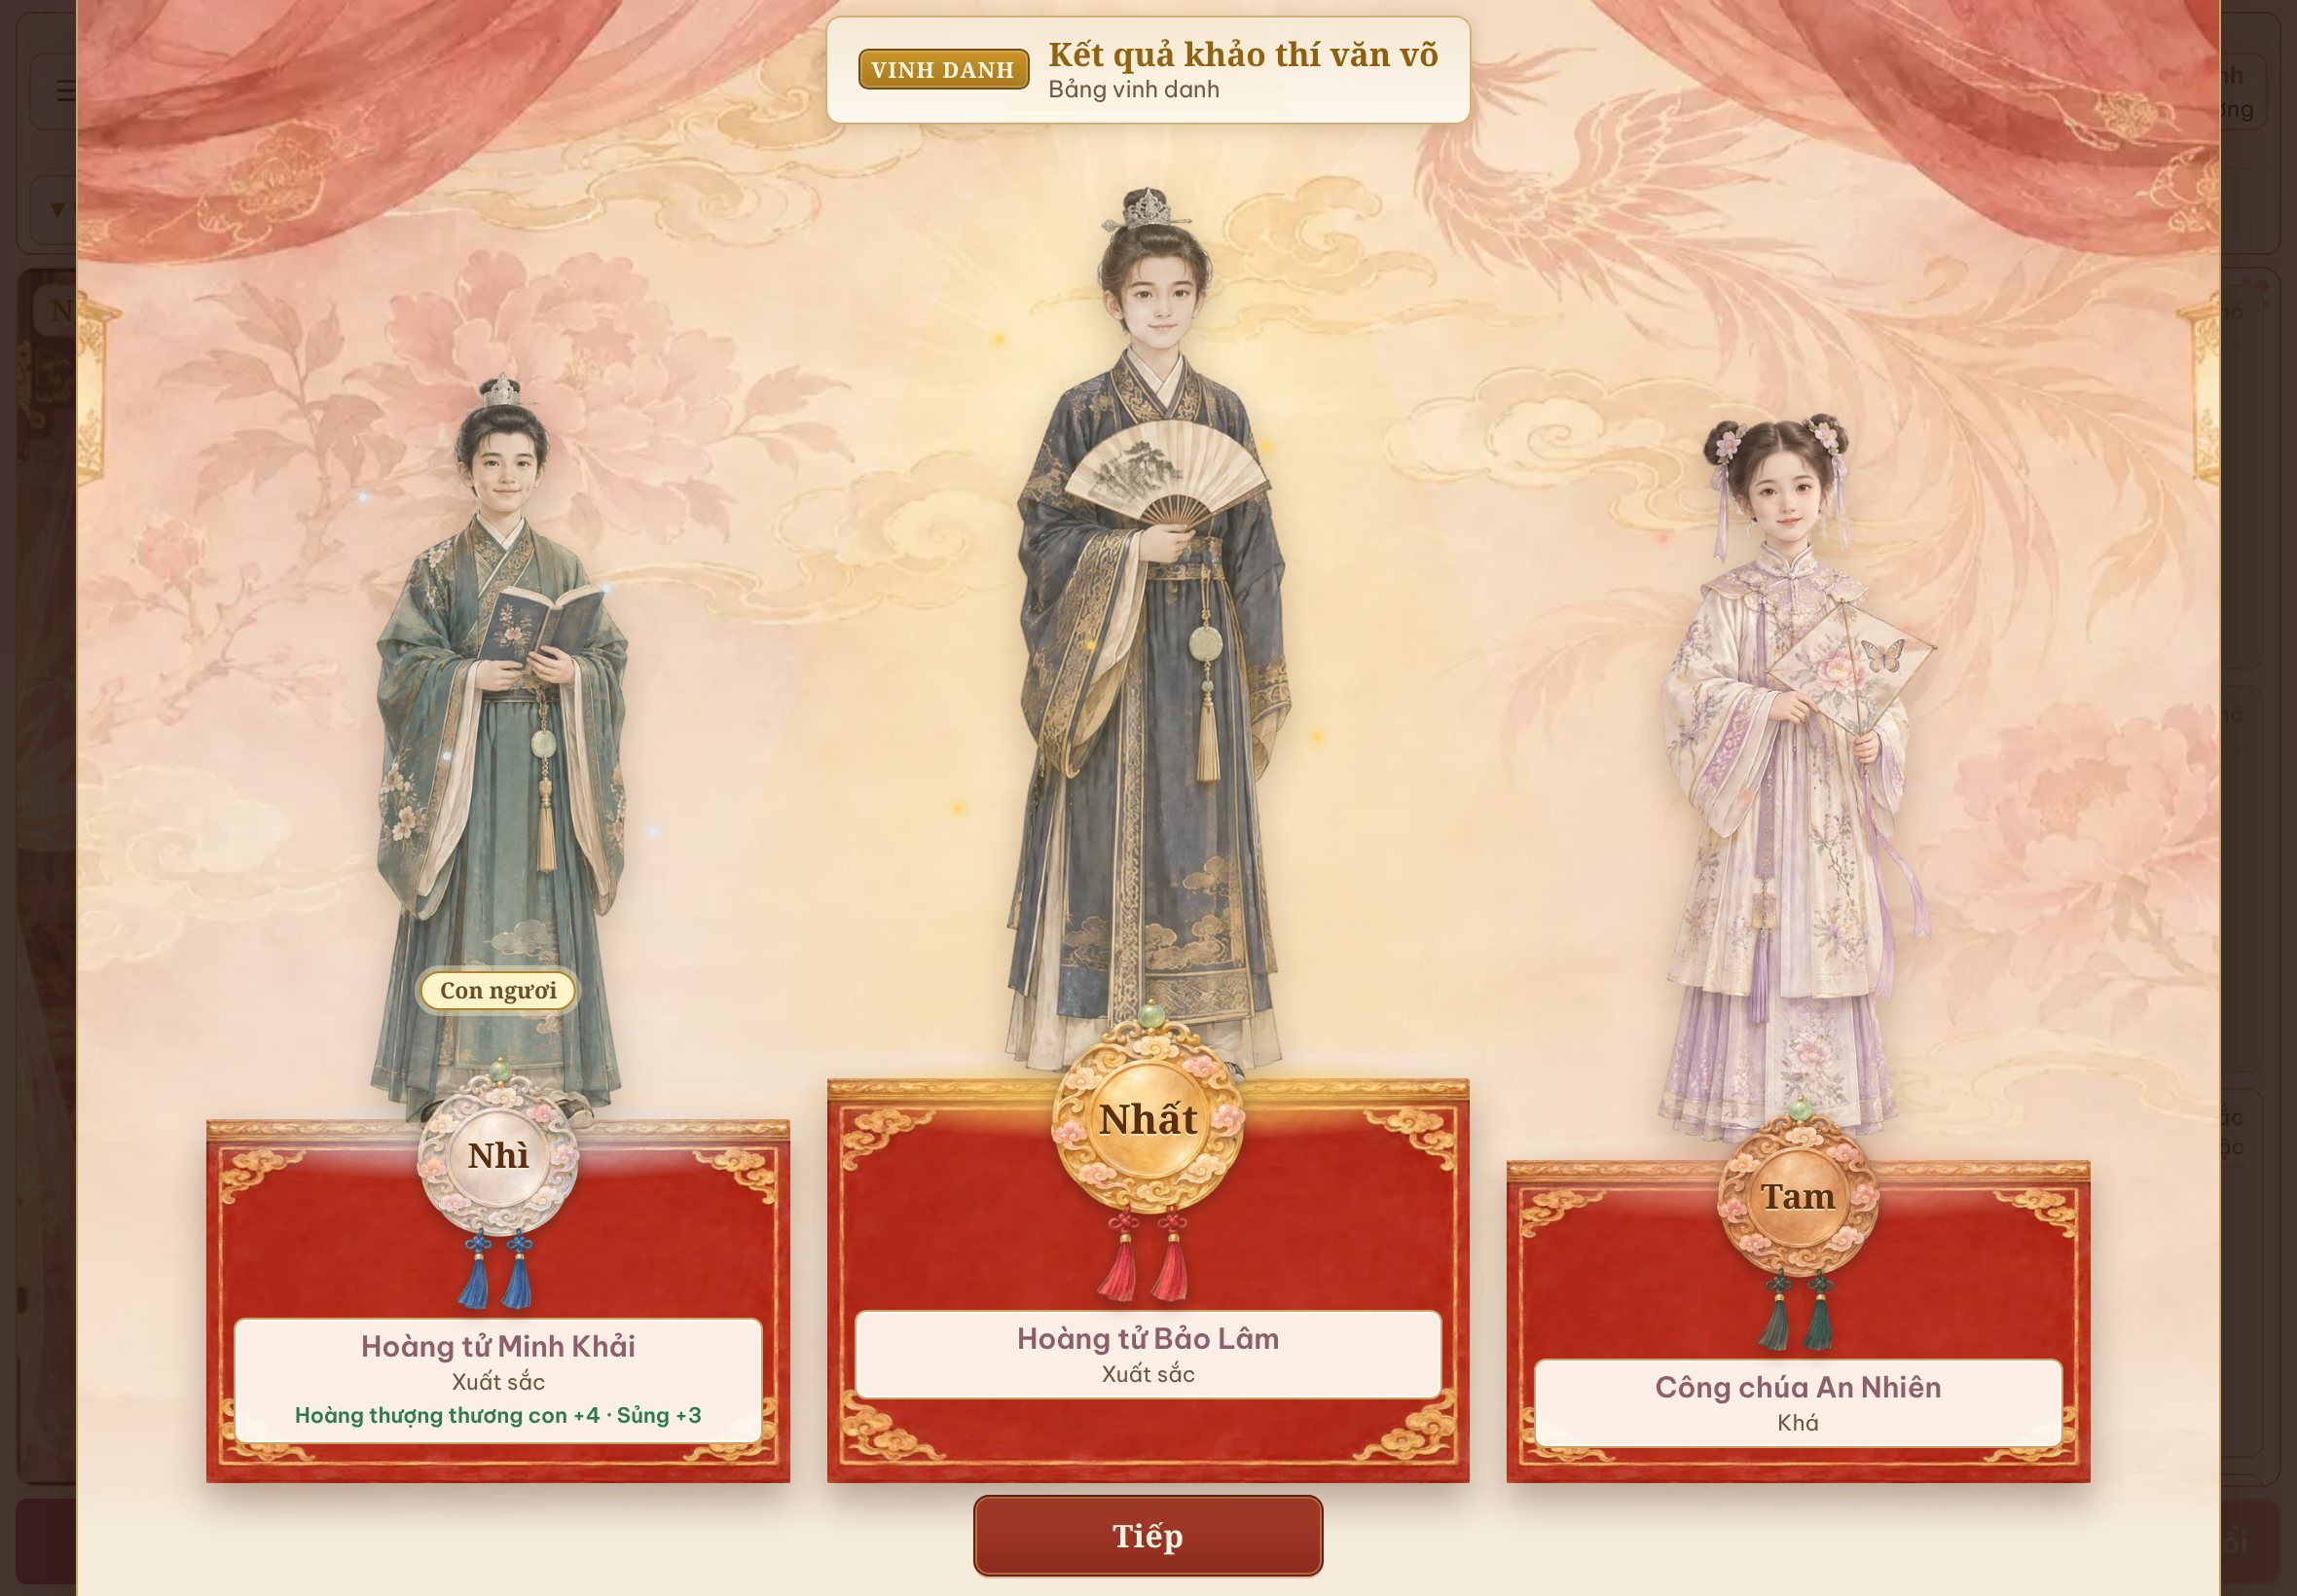 VINH DANH
Kết quả khảo thí văn võ
Bảng vinh danh
Con ngươi
Nhì
Hoàng tử Minh Khải
Xuất sắc
Hoàng thượng thương con +4 · Sủng +3
Nhất
Hoàng tử Bảo Lâm
Xuất sắc
Tam
Công chúa An Nhiên
Khá
Tiếp